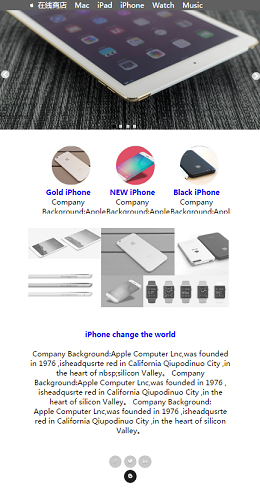 在线商店 Mac iPad iPhone Watch Music
Gold iPhone NEW iPhone Black iPhone
Company Company Company
Background:Apple Background:Apple Background:Apple
iPhone change the world
Company Background:Apple Computer Lnc,was founded
in 1976 ,isheadqusrte red in California Qiupodinuo City ,in
the heart of nbsp;silicon Valley。 Company
Background:Apple Computer Lnc,was founded in 1976 ,
isheadqusrte red in California Qiupodinuo City ,in the
heart of silicon Valley。 Company Background:
Apple Computer Lnc,was founded in 1976 ,isheadqusrte
red in California Qiupodinuo City ,in the heart of silicon
Valley。